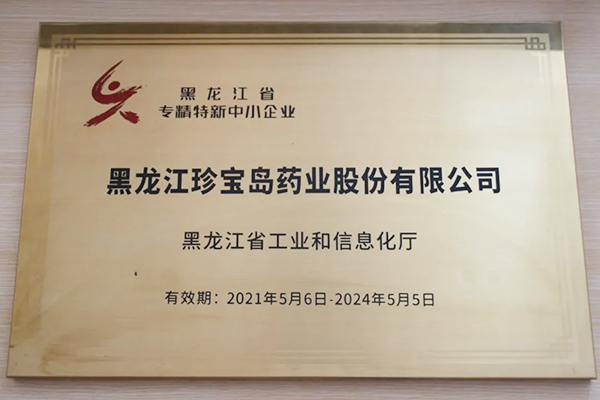 黑龙江省
专精特新中小企业
黑龙江珍宝岛药业股份有限公司
黑龙江省工业和信息化厅
有效期：2021年5月6日-2024年5月5日